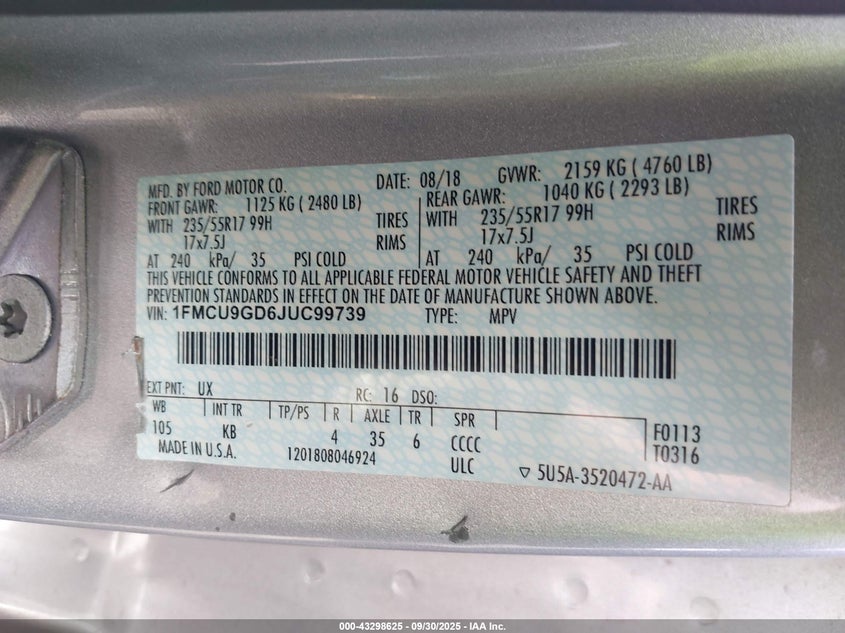 MFD. BY FORD MOTOR CO. DATE: 08/18 GVWR: 2159 KG ( 4760 LB)
FRONT GAWR: 1125 KG ( 2480 LB) REAR GAWR: 1040 KG ( 2293 LB)
WITH 235/55R17 99H TIRES WITH 235/55R17 99H TIRES
17x7.5J RIMS 17x7.5J RIMS
AT 240 kPa/ 35 PSI COLD AT 240 kPa/ 35 PSI COLD
THIS VEHICLE CONFORMS TO ALL APPLICABLE FEDERAL MOTOR VEHICLE SAFETY AND THEFT
PREVENTION STANDARDS IN EFFECT ON THE DATE OF MANUFACTURE SHOWN ABOVE.
VIN: 1FMCU9GD6JUC99739 TYPE: MPV
EXT PNT: UX RC: 16 DSO:
WB INT TR TP/PS R AXLE TR SPR
105 KB 4 35 6 CCCC F0113
MADE IN U.S.A. 1201808046924 ULC T0316
5U5A-3520472-AA
000-43298625 - 09/30/2025 - IAA Inc.